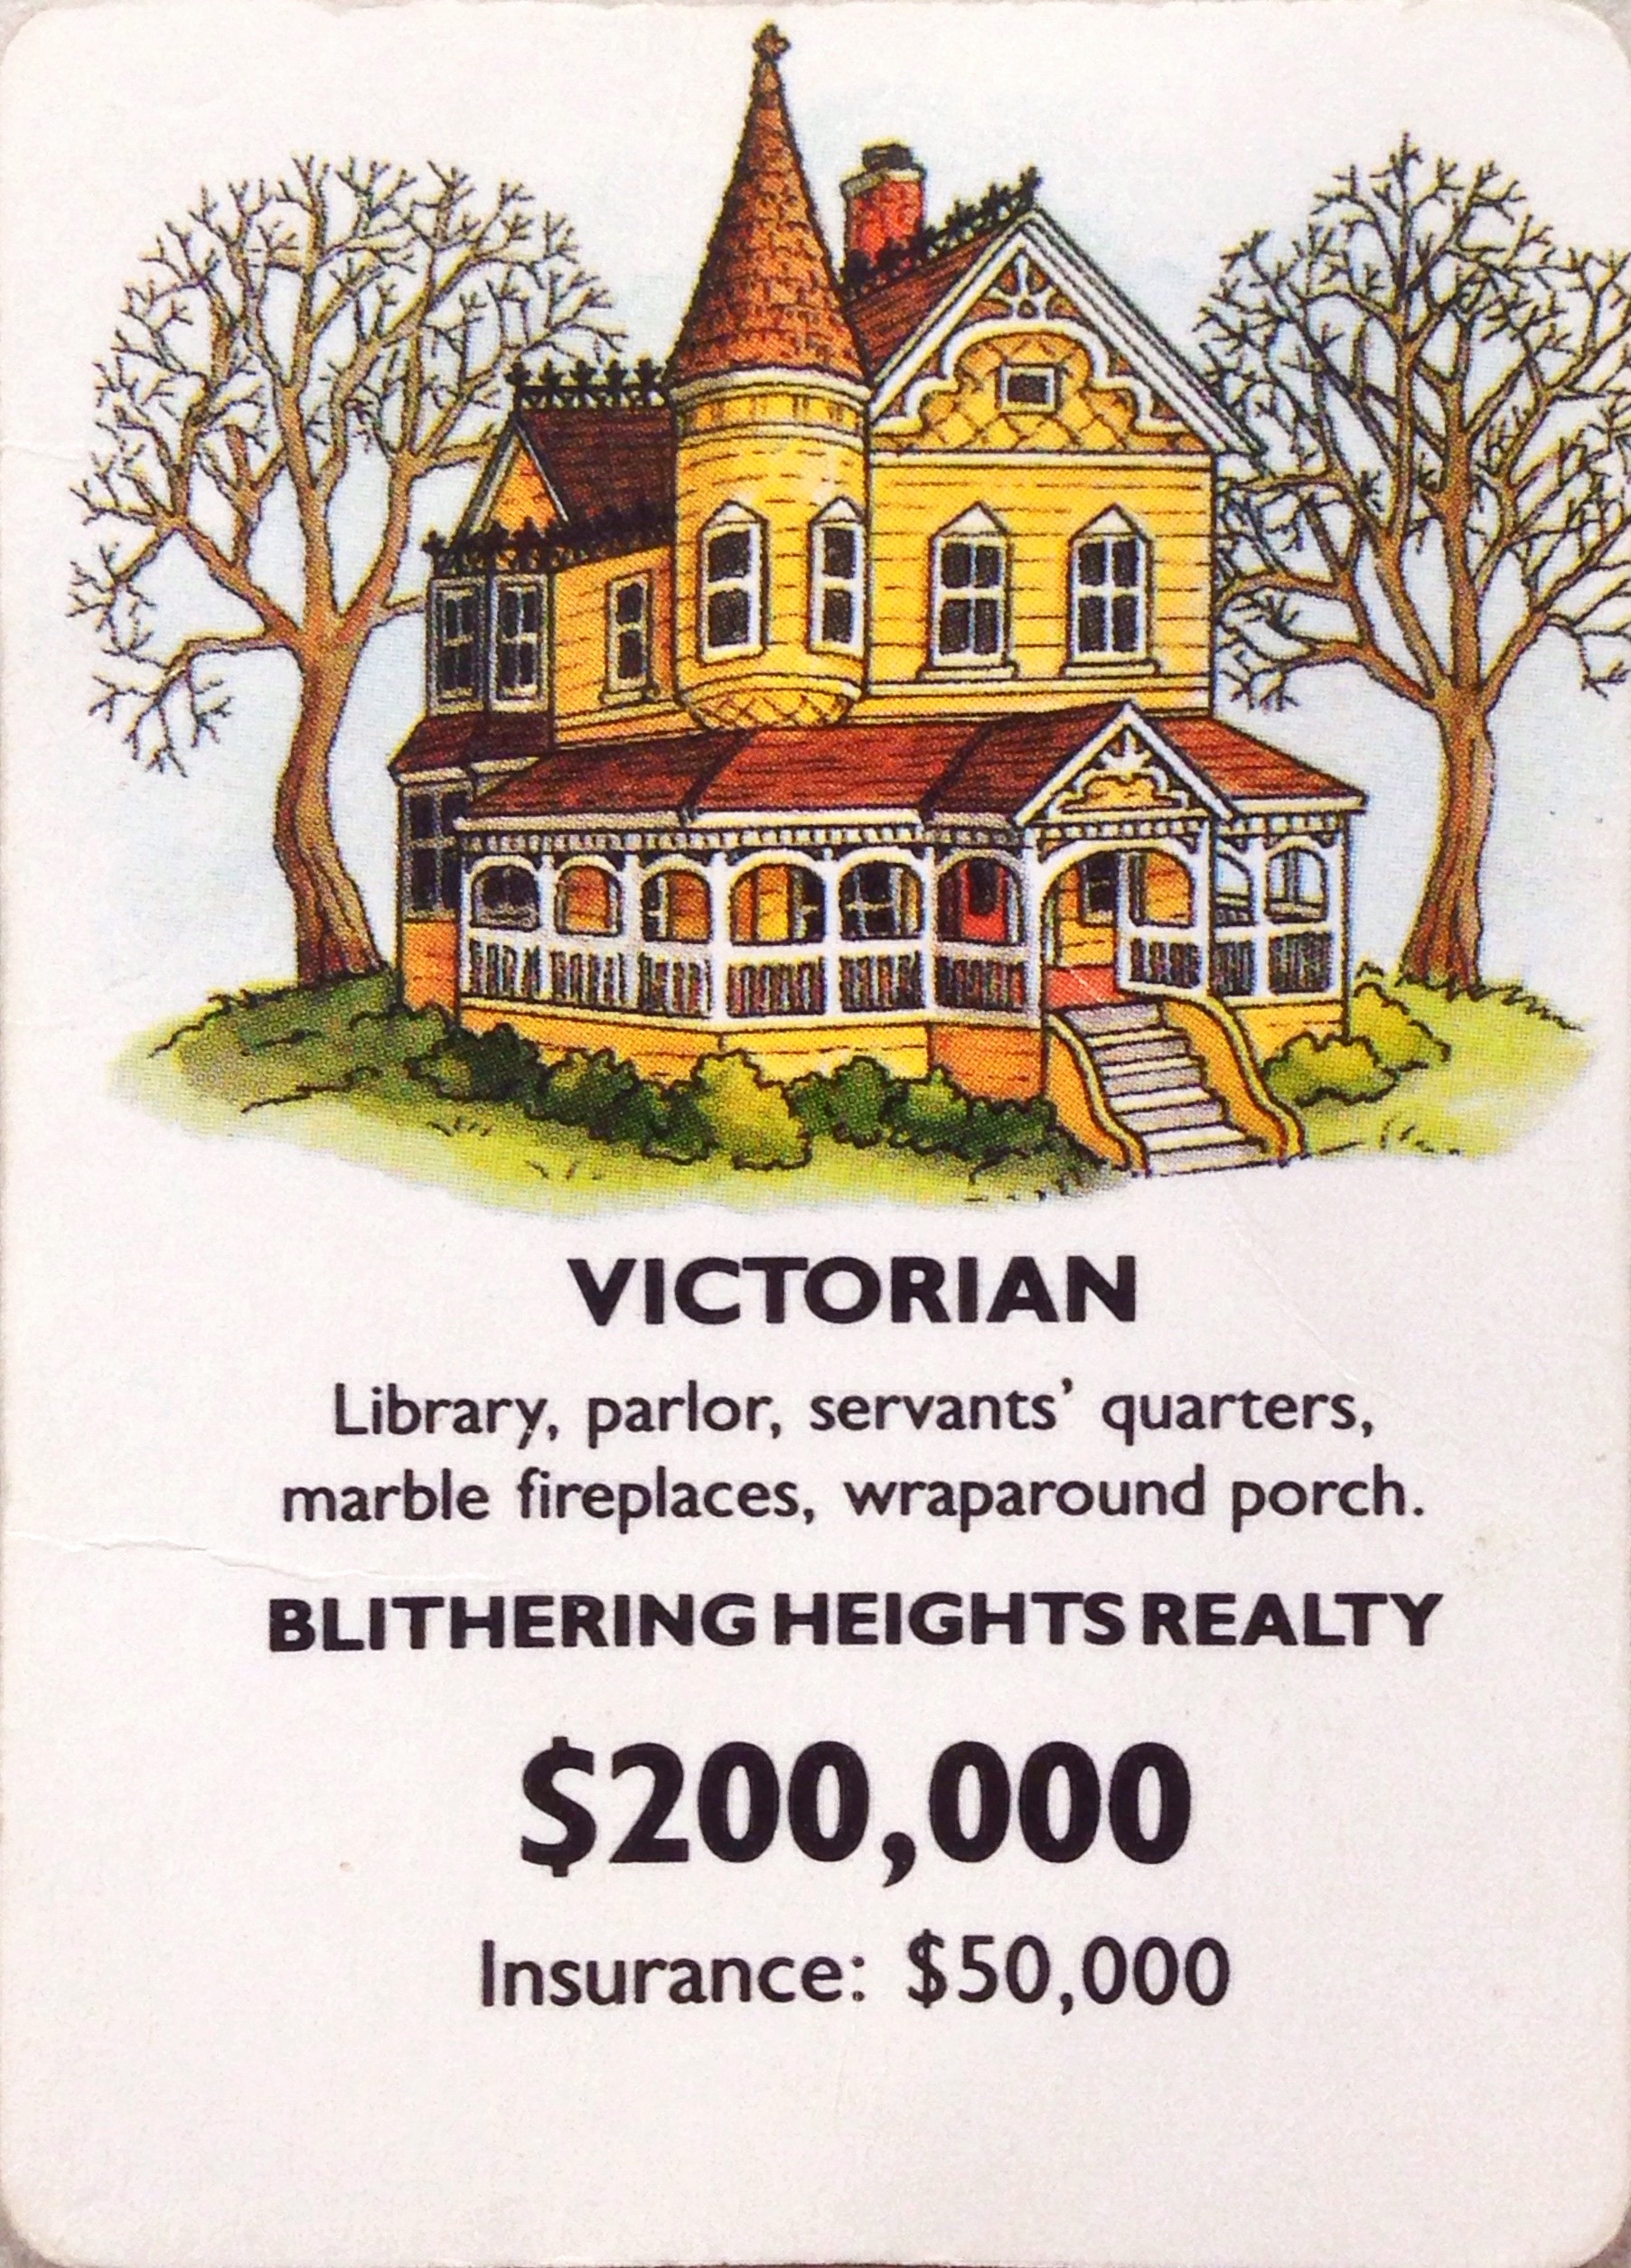 VICTORIAN
Library, parlor, servants’ quarters,
marble fireplaces, wraparound porch.
BLITHERING HEIGHTS REALTY
$200,000
Insurance: $50,000